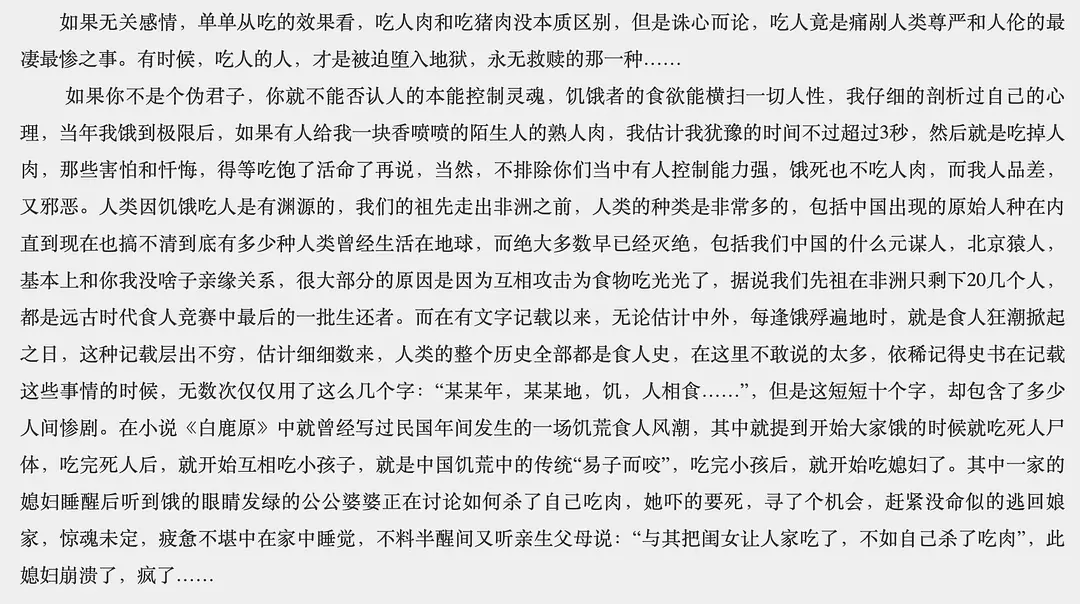 如果无关感情，单单从吃的效果看，吃人肉和吃猪肉没本质区别，但是诛心而论，吃人竟是痛剐人类尊严和人伦的最
凄最惨之事。有时候，吃人的人，才是被迫堕入地狱，永无救赎的那一种……
如果你不是个伪君子，你就不能否认人的本能控制灵魂，饥饿者的食欲能横扫一切人性，我仔细的剖析过自己的心
理，当年我饿到极限后，如果有人给我一块香喷喷的陌生人的熟人肉，我估计我犹豫的时间不过超过3秒，然后就是吃掉人
肉，那些害怕和忏悔，得等吃饱了活命了再说，当然，不排除你们当中有人控制能力强，饿死也不吃人肉，而我人品差，
又邪恶。人类因饥饿吃人是有渊源的，我们的祖先走出非洲之前，人类的种类是非常多的，包括中国出现的原始人种在内
直到现在也搞不清到底有多少种人类曾经生活在地球，而绝大多数早已经灭绝，包括我们中国的什么元谋人，北京猿人，
基本上和你我没啥子亲缘关系，很大部分的原因是因为互相攻击为食物吃光光了，据说我们先祖在非洲只剩下20几个人，
都是远古时代食人竞赛中最后的一批生还者。而在有文字记载以来，无论估计中外，每逢饿殍遍地时，就是食人狂潮掀起
之日，这种记载层出不穷，估计细细数来，人类的整个历史全部都是食人史，在这里不敢说的太多，依稀记得史书在记载
这些事情的时候，无数次仅仅用了这么几个字：“某某年，某某地，饥，人相食……”，但是这短短十个字，却包含了多少
人间惨剧。在小说《白鹿原》中就曾经写过民国年间发生的一场饥荒食人风潮，其中就提到开始大家饿的时候就吃死人尸
体，吃完死人后，就开始互相吃小孩子，就是中国饥荒中的传统“易子而咬”，吃完小孩后，就开始吃媳妇了。其中一家的
媳妇睡醒后听到饿的眼睛发绿的公公婆婆正在讨论如何杀了自己吃肉，她吓的要死，寻了个机会，赶紧没命似的逃回娘
家，惊魂未定，疲惫不堪中在家中睡觉，不料半醒间又听亲生父母说：“与其把闺女让人家吃了，不如自己杀了吃肉”，此
媳妇崩溃了，疯了……